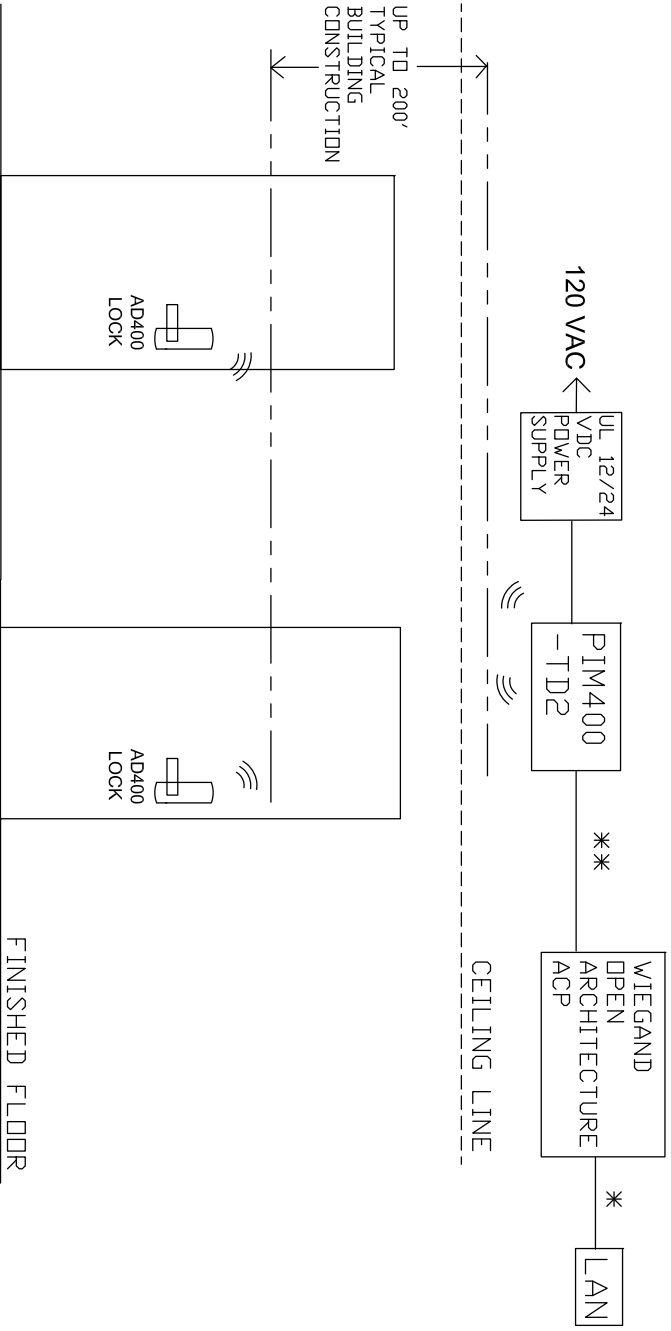 120 VAC
UL 12/24
VDC
POWER
SUPPLY
PIM400
-TD2
**
WIEGAND
OPEN
ARCHITECTURE
ACP
*
LAN
UP TO 200'
TYPICAL
BUILDING
CONSTRUCTION
CEILING LINE
AD400
LOCK
AD400
LOCK
FINISHED FLOOR